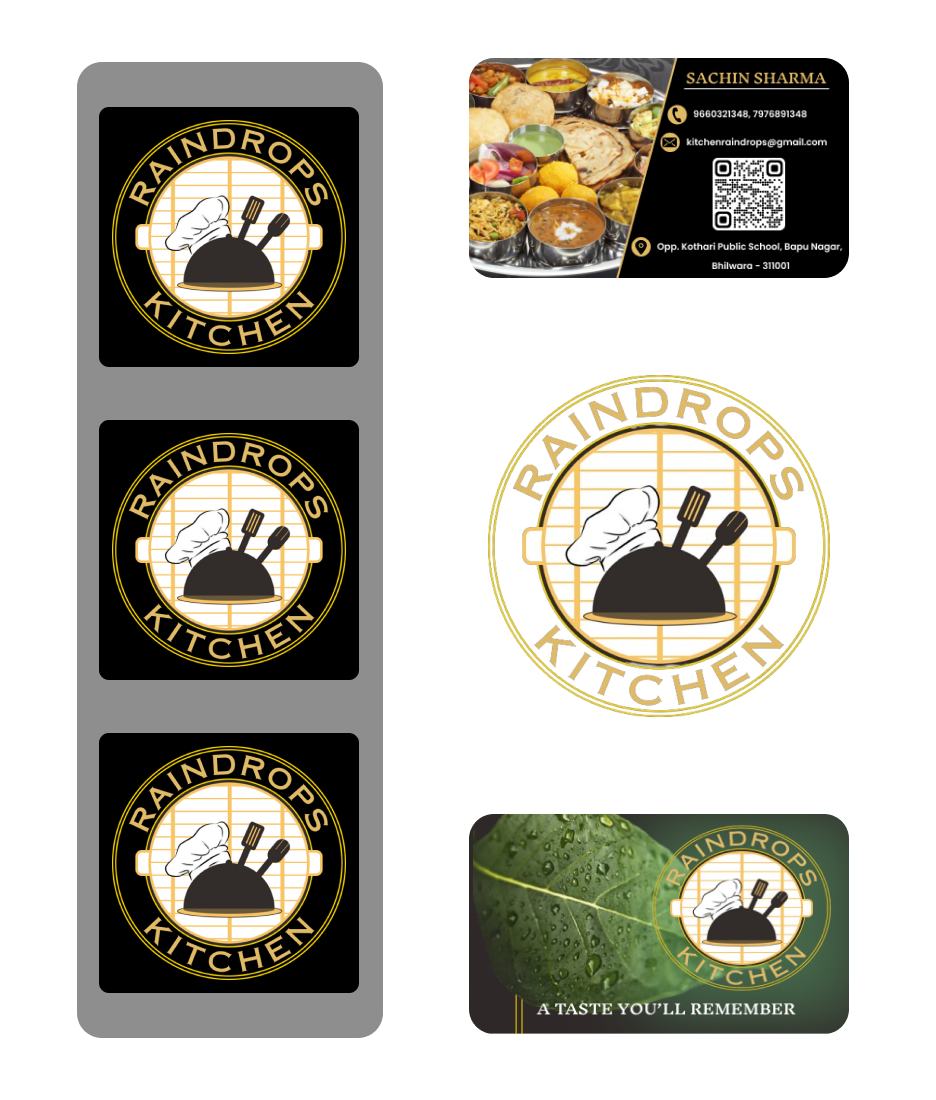 RAINDROPS
KITCHEN
RAINDROPS
KITCHEN
RAINDROPS
KITCHEN
SACHIN SHARMA
9660321348, 7976891348
kitchenraindrops@gmail.com
Opp. Kothari Public School, Bapu Nagar,
Bhilwara - 311001
RAINDROPS
KITCHEN
RAINDROPS
KITCHEN
A TASTE YOU'LL REMEMBER